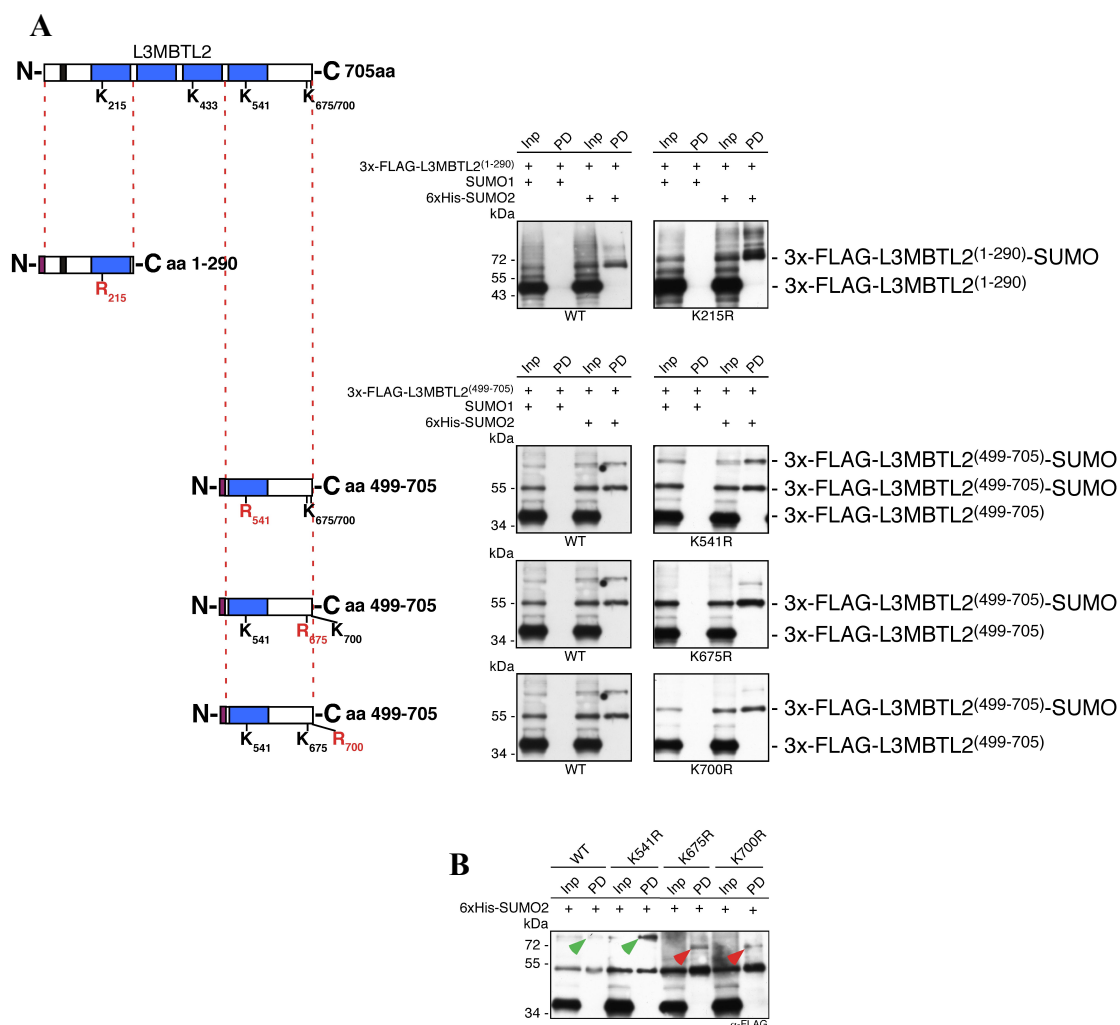 A
L3MBTL2
N- -C 705aa
K215 K433 K541 K675/700
Inp PD Inp PD Inp PD Inp PD
3x-FLAG-L3MBTL2(1-290) + + + + + + + +
SUMO1 + + + +
6xHis-SUMO2 + + + +
kDa
N- -C aa 1-290
R215
72 -
55 -
43 -
- 3x-FLAG-L3MBTL2(1-290)-SUMO
- 3x-FLAG-L3MBTL2(1-290)
WT K215R
Inp PD Inp PD Inp PD Inp PD
3x-FLAG-L3MBTL2(499-705) + + + + + + + +
SUMO1 + + + +
6xHis-SUMO2 + + + +
kDa
N- -C aa 499-705
R541 K675/700
55 -
34 -
- 3x-FLAG-L3MBTL2(499-705)-SUMO
- 3x-FLAG-L3MBTL2(499-705)-SUMO
- 3x-FLAG-L3MBTL2(499-705)
WT K541R
kDa
N- -C aa 499-705
K541 R675 K700
55 -
34 -
- 3x-FLAG-L3MBTL2(499-705)-SUMO
- 3x-FLAG-L3MBTL2(499-705)
WT K675R
kDa
N- -C aa 499-705
K541 K675 R700
55 -
34 -
- 3x-FLAG-L3MBTL2(499-705)-SUMO
- 3x-FLAG-L3MBTL2(499-705)
WT K700R
B
WT K541R K675R K700R
Inp PD Inp PD Inp PD Inp PD
6xHis-SUMO2 + + + + + + + +
kDa
72 -
55 -
34 -
α-FLAG